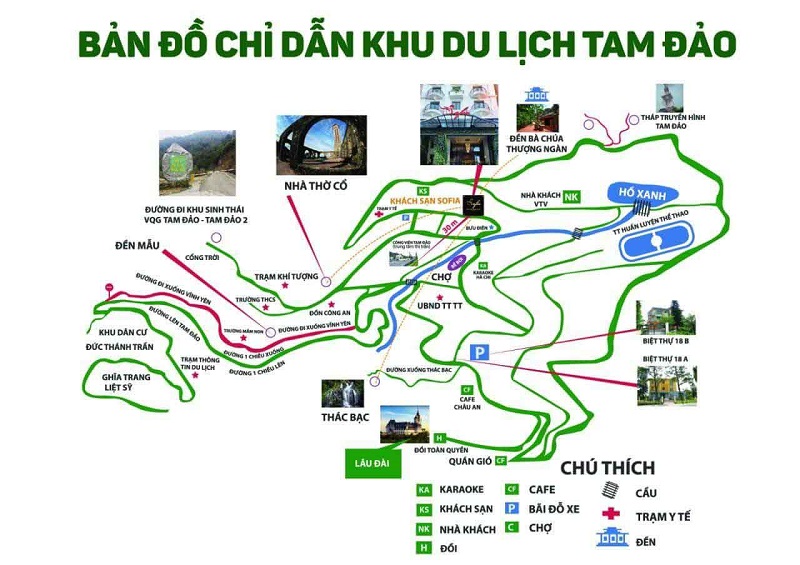 BẢN ĐỒ CHỈ DẪN KHU DU LỊCH TAM ĐẢO
THÁP TRUYỀN HÌNH
TAM ĐẢO
ĐỀN BÀ CHÚA
THƯỢNG NGÀN
NHÀ THỜ CỔ
ĐƯỜNG ĐI KHU SINH THÁI
VQG TAM ĐẢO - TAM ĐẢO 2
KS
KHÁCH SẠN SOFIA
TRẠM Y TẾ
P
NHÀ KHÁCH
VTV
NK
HỒ XANH
TT HUẤN LUYỆN THỂ THAO
30 m
BƯU ĐIỆN
CÔNG VIÊN TAM ĐẢO
(trung tâm thị trấn)
ĐỀN MẪU
CỔNG TRỜI
TRẠM KHÍ TƯỢNG
CHỢ
KA
KARAOKE
HÀ CHI
TRƯỜNG THCS
ĐỒN CÔNG AN
UBND TT TT
ĐƯỜNG ĐI XUỐNG VĨNH YÊN
ĐƯỜNG LÊN TAM ĐẢO
TRƯỜNG MẦM NON
ĐƯỜNG ĐI XUỐNG VĨNH YÊN
ĐƯỜNG 1 CHIỀU XUỐNG
ĐƯỜNG 1 CHIỀU LÊN
KHU DÂN CƯ
ĐỨC THÁNH TRẦN
TRẠM THÔNG
TIN DU LỊCH
GHĨA TRANG
LIỆT SỸ
BIỆT THỰ 18 B
P
BIỆT THỰ 18 A
ĐƯỜNG XUỐNG THÁC BẠC
THÁC BẠC
CF
CAFE
CHÂU AN
H
ĐỒI TOÀN QUYỀN
LÂU ĐÀI
QUÁN GIÓ
CF
CHÚ THÍCH
KA KARAOKE
CF CAFE
CẦU
KS KHÁCH SẠN
P BÃI ĐỖ XE
TRẠM Y TẾ
NK NHÀ KHÁCH
C CHỢ
ĐỀN
H ĐỒI